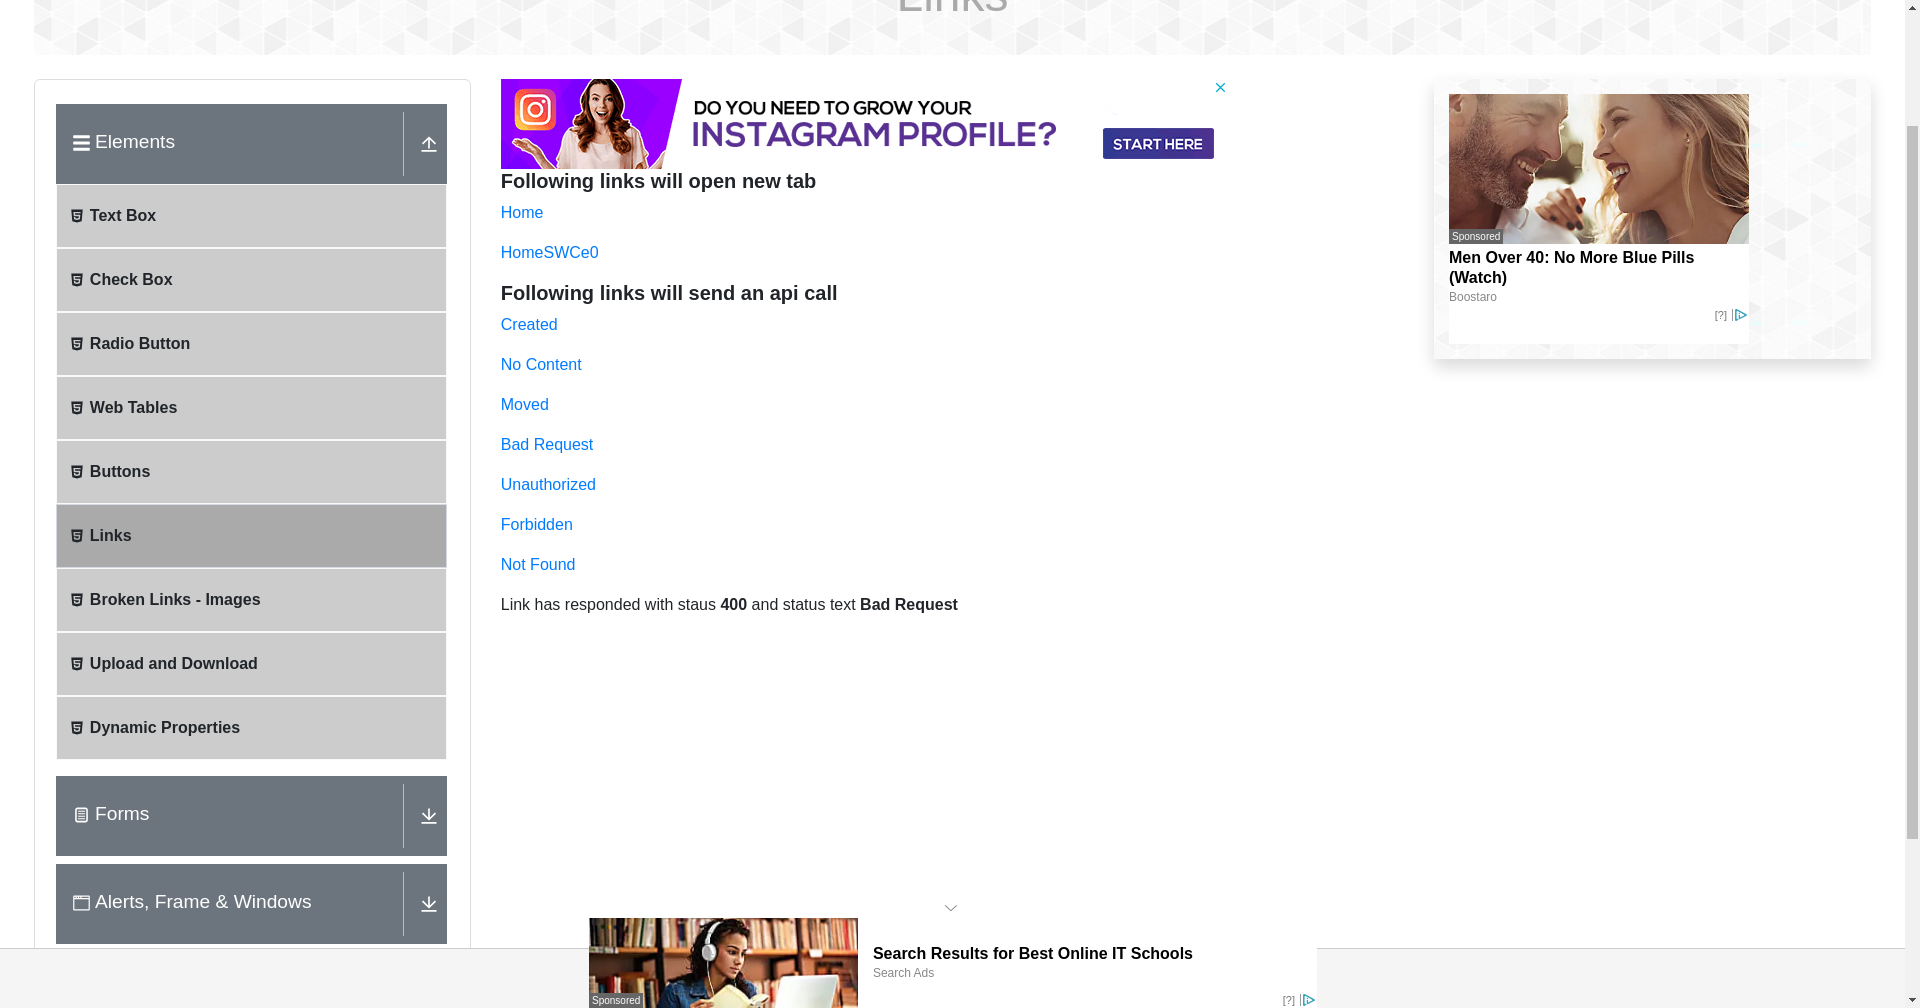 Links
Elements
Text Box
Check Box
Radio Button
Web Tables
Buttons
Links
Broken Links - Images
Upload and Download
Dynamic Properties
Forms
Alerts, Frame & Windows
DO YOU NEED TO GROW YOUR
INSTAGRAM PROFILE?
START HERE
Following links will open new tab
Home
HomeSWCe0
Following links will send an api call
Created
No Content
Moved
Bad Request
Unauthorized
Forbidden
Not Found
Link has responded with staus 400 and status text Bad Request
Sponsored
Men Over 40: No More Blue Pills
(Watch)
Boostaro
[?]
Sponsored
Search Results for Best Online IT Schools
Search Ads
[?]